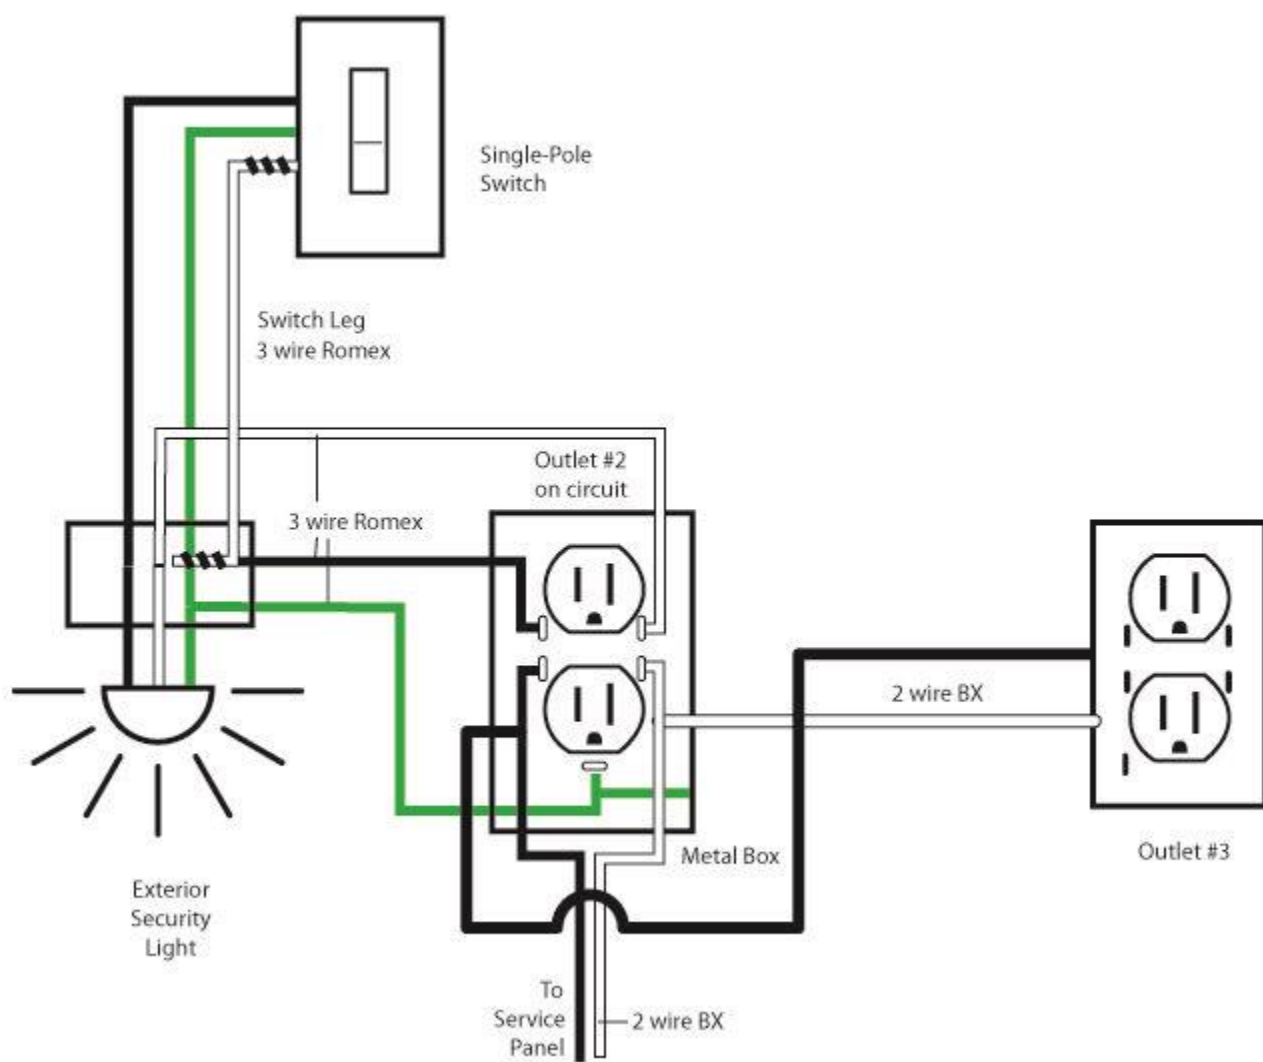 Single-Pole
Switch
Switch Leg
3 wire Romex
Outlet #2
on circuit
3 wire Romex
2 wire BX
Metal Box
Outlet #3
Exterior
Security
Light
To
Service
Panel
2 wire BX